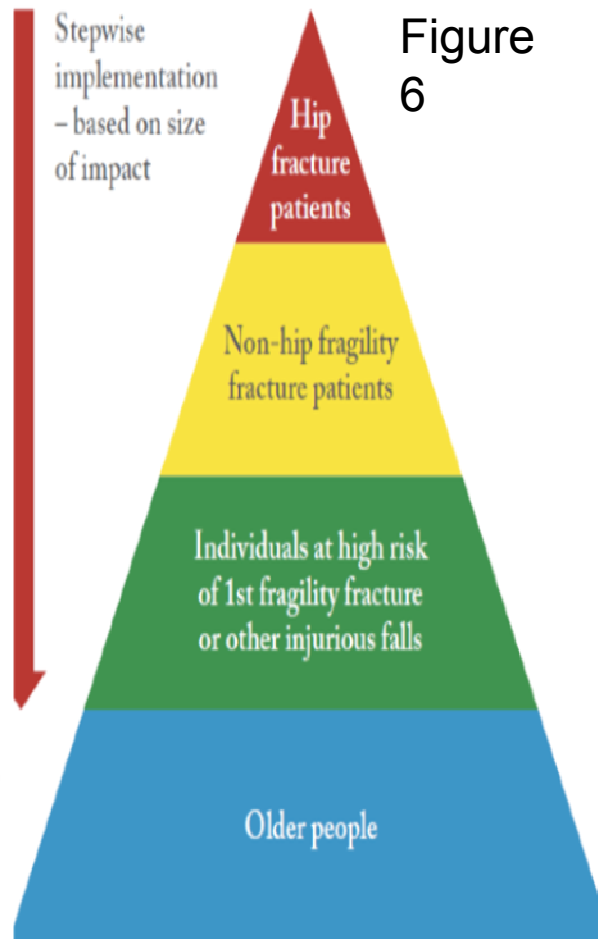 Stepwise
implementation
– based on size
of impact
Figure
6
Hip
fracture
patients
Non-hip fragility
fracture patients
Individuals at high risk
of 1st fragility fracture
or other injurious falls
Older people